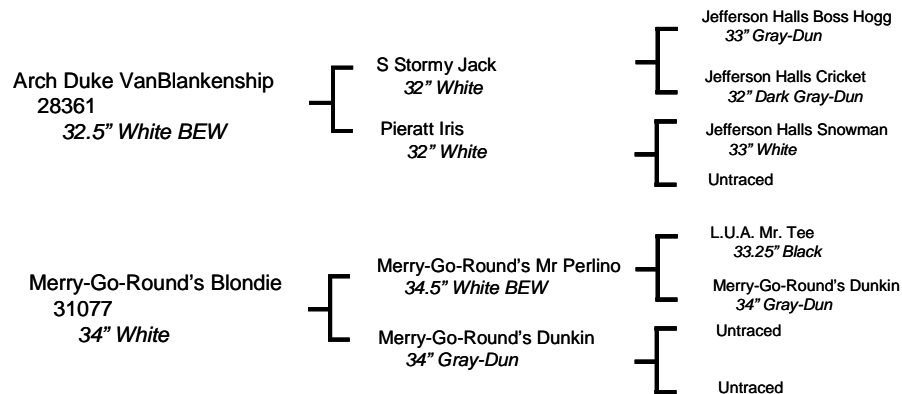 Arch Duke VanBlankenship
28361
32.5” White BEW
S Stormy Jack
32” White
Pieratt Iris
32” White
Jefferson Halls Boss Hogg
33” Gray-Dun
Jefferson Halls Cricket
32” Dark Gray-Dun
Jefferson Halls Snowman
33” White
Untraced
Merry-Go-Round’s Blondie
31077
34” White
Merry-Go-Round’s Mr Perlino
34.5” White BEW
Merry-Go-Round’s Dunkin
34” Gray-Dun
L.U.A. Mr. Tee
33.25” Black
Merry-Go-Round’s Dunkin
34” Gray-Dun
Untraced
Untraced